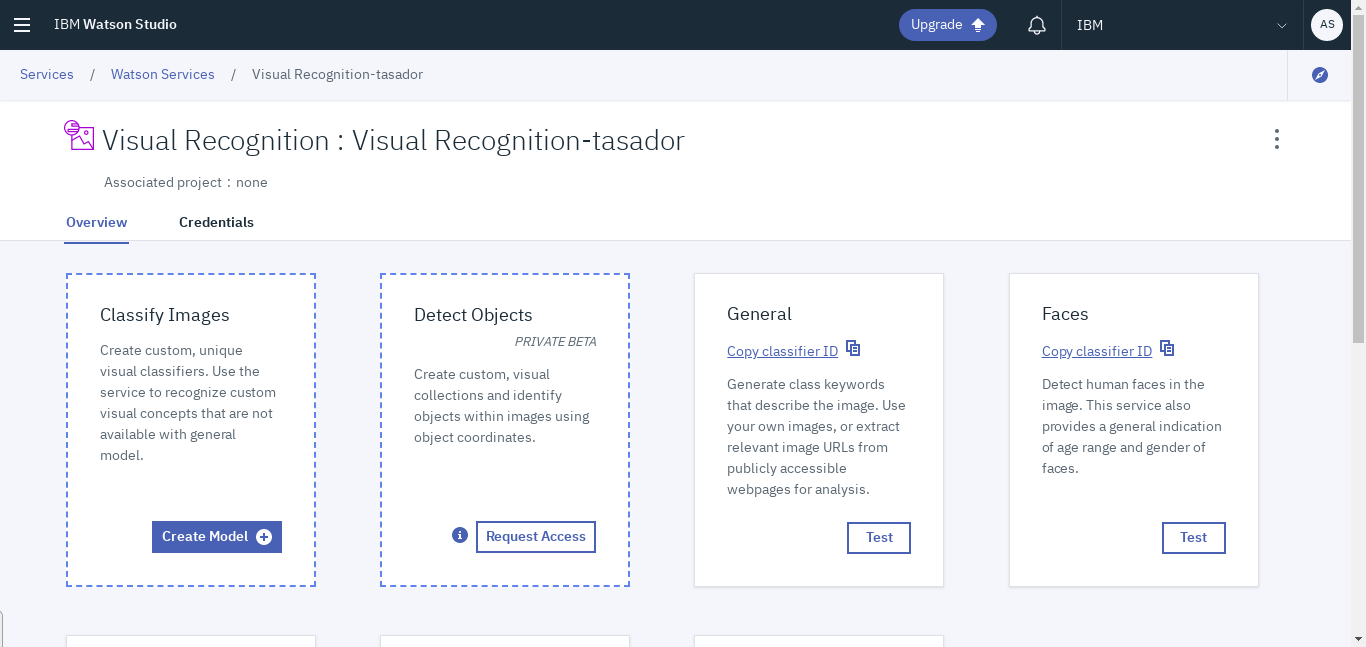 IBM Watson Studio
Upgrade
IBM
AS
Services / Watson Services / Visual Recognition-tasador
Visual Recognition : Visual Recognition-tasador
Associated project : none
Overview
Credentials
Classify Images
Create custom, unique
visual classifiers. Use the
service to recognize custom
visual concepts that are not
available with general
model.
Create Model
Detect Objects
PRIVATE BETA
Create custom, visual
collections and identify
objects within images using
object coordinates.
Request Access
General
Copy classifier ID
Generate class keywords
that describe the image. Use
your own images, or extract
relevant image URLs from
publicly accessible
webpages for analysis.
Test
Faces
Copy classifier ID
Detect human faces in the
image. This service also
provides a general indication
of age range and gender of
faces.
Test